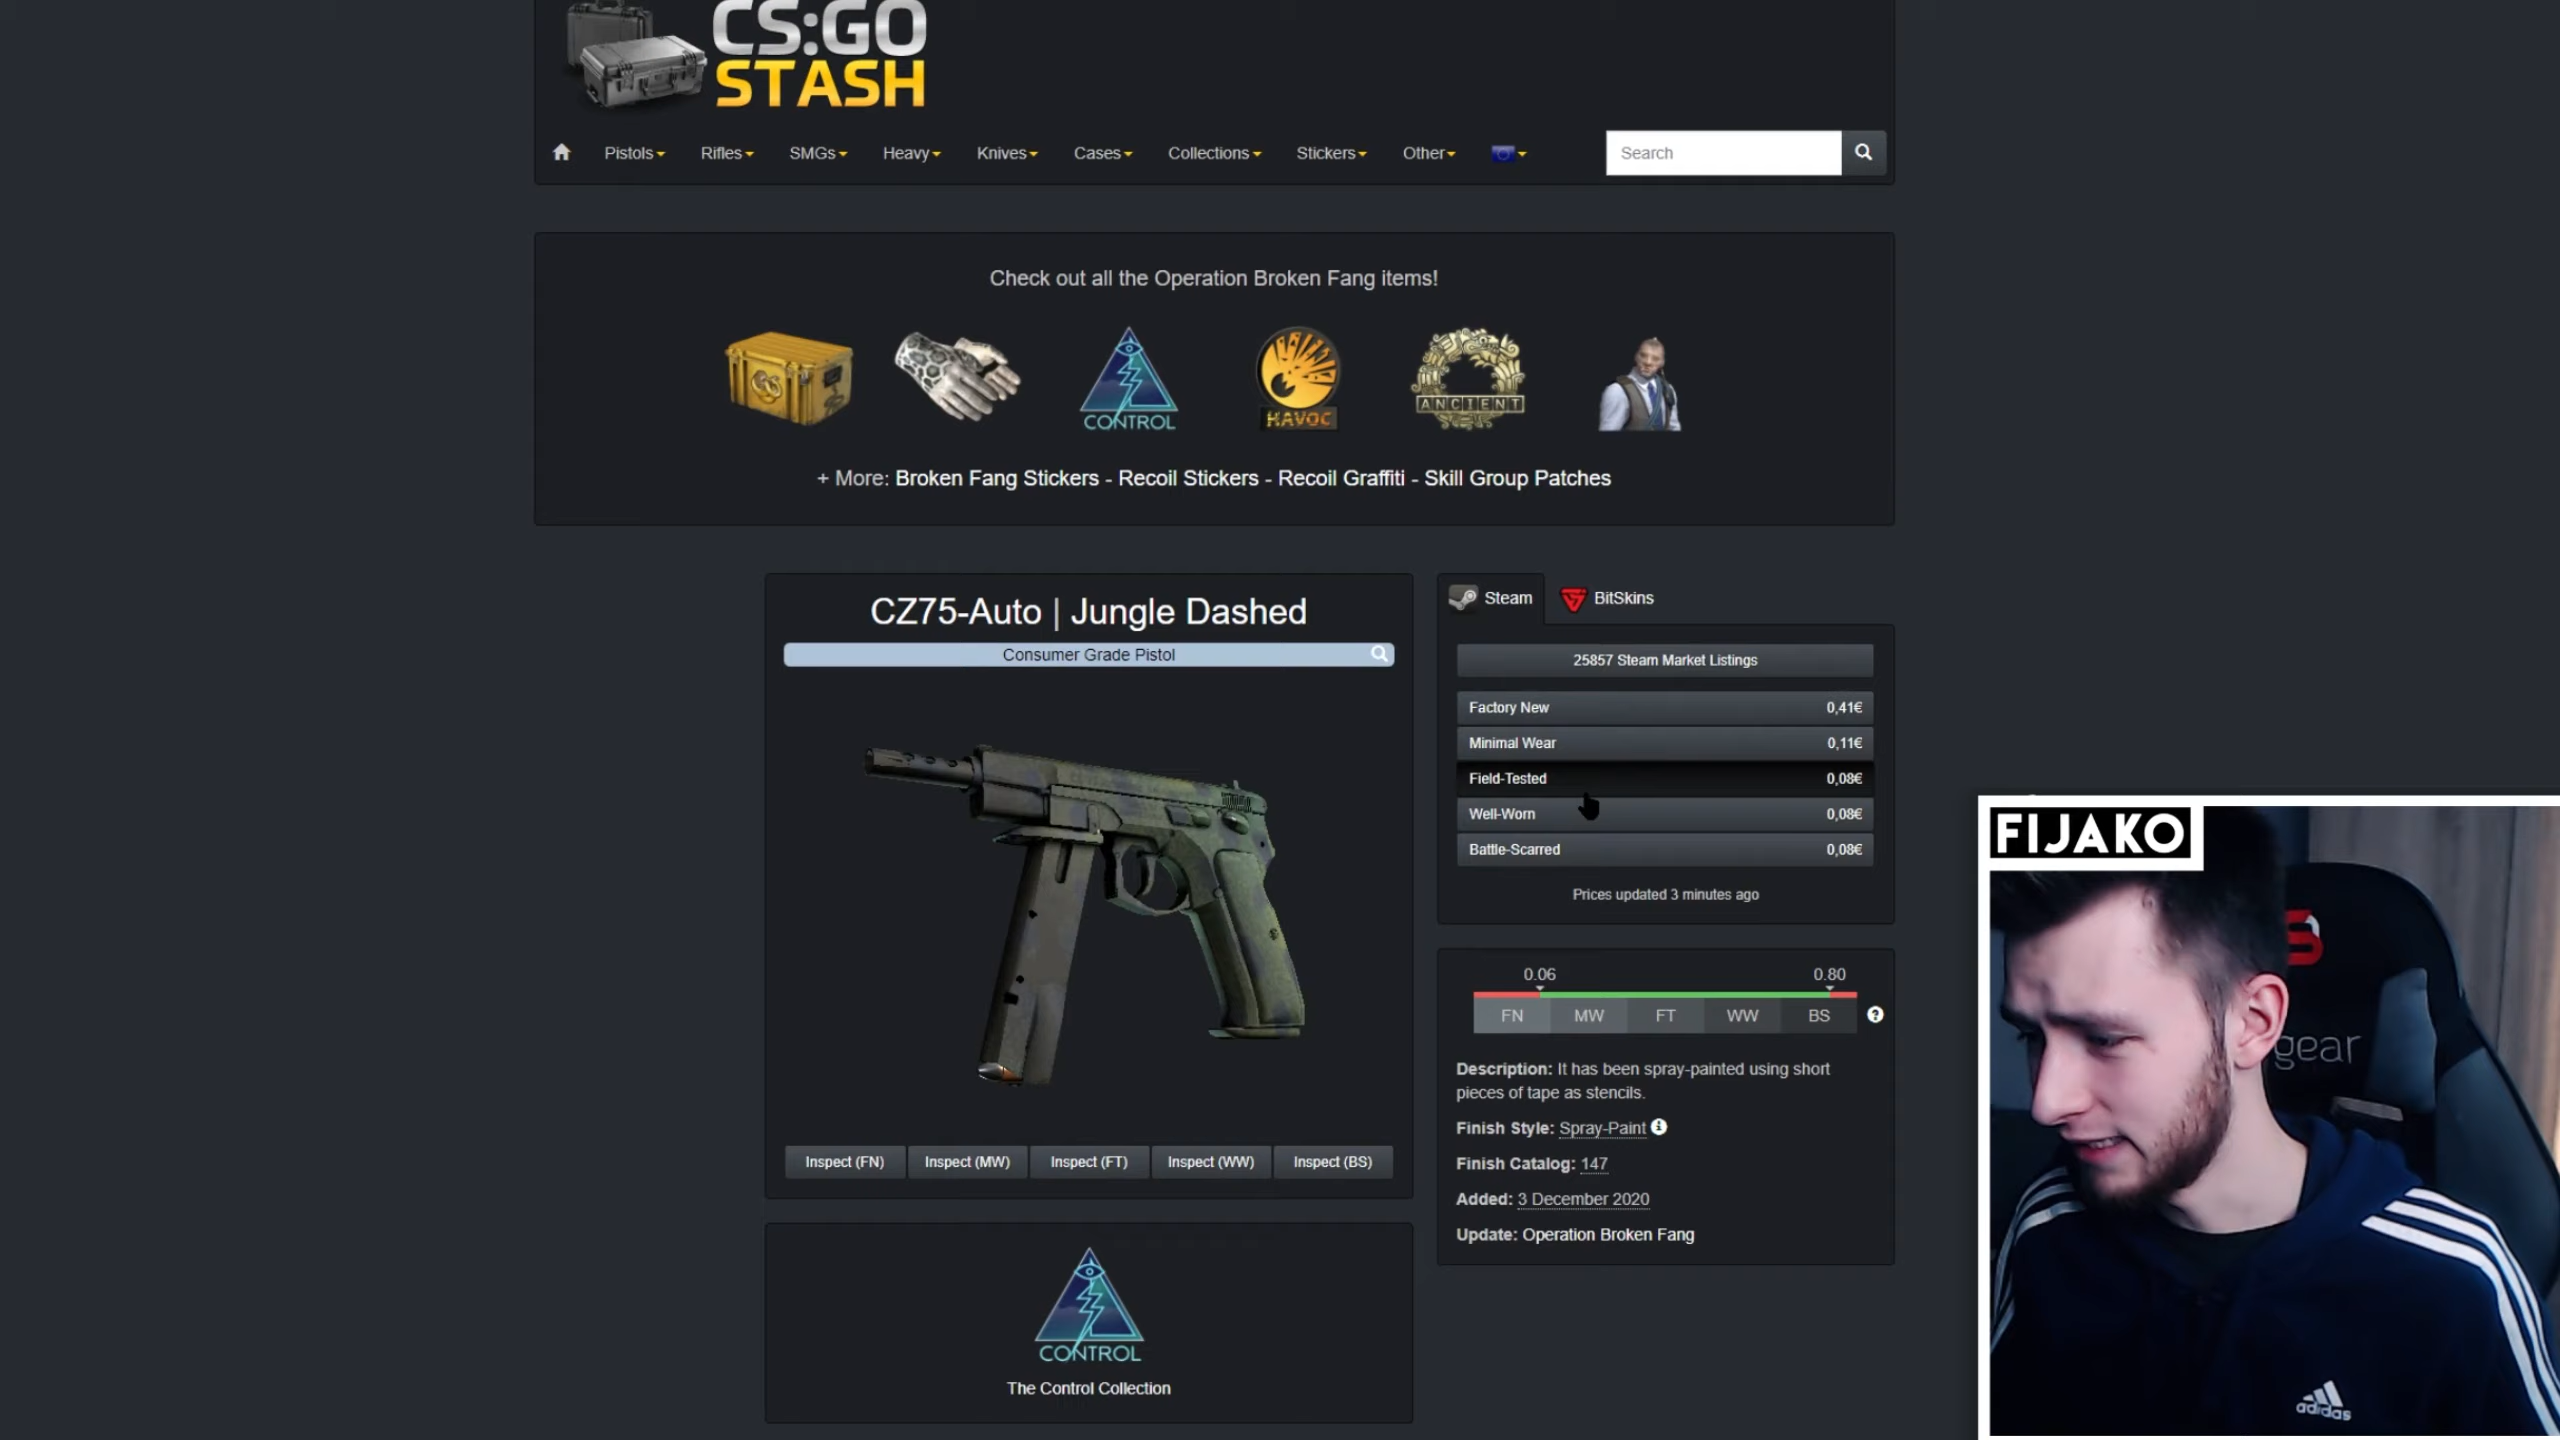 CS:GO
STASH
Pistols Rifles SMGs Heavy Knives Cases Collections Stickers Other Search
Check out all the Operation Broken Fang items!
CONTROL HAVOC ANCIENT
+ More: Broken Fang Stickers - Recoil Stickers - Recoil Graffiti - Skill Group Patches
CZ75-Auto | Jungle Dashed
Consumer Grade Pistol
Inspect (FN) Inspect (MW) Inspect (FT) Inspect (WW) Inspect (BS)
CONTROL
The Control Collection
Steam BitSkins
25857 Steam Market Listings
Factory New 0,41€
Minimal Wear 0,11€
Field-Tested 0,08€
Well-Worn 0,08€
Battle-Scarred 0,08€
Prices updated 3 minutes ago
0.06 0.80
FN MW FT WW BS
Description: It has been spray-painted using short
pieces of tape as stencils.
Finish Style: Spray-Paint
Finish Catalog: 147
Added: 3 December 2020
Update: Operation Broken Fang
FIJAKO
gear
adidas